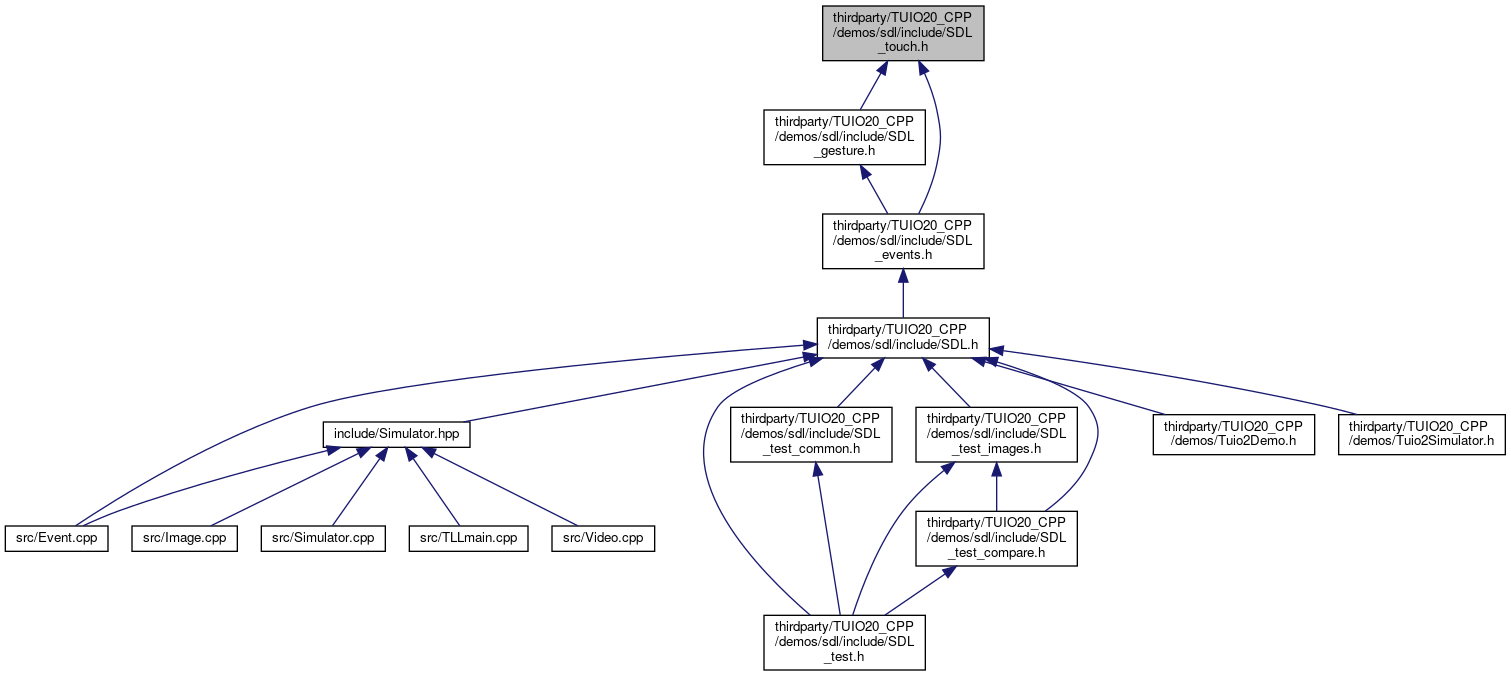 thirdparty/TUIO20_CPP
/demos/sdl/include/SDL
_touch.h
thirdparty/TUIO20_CPP
/demos/sdl/include/SDL
_gesture.h
thirdparty/TUIO20_CPP
/demos/sdl/include/SDL
_events.h
thirdparty/TUIO20_CPP
/demos/sdl/include/SDL.h
include/Simulator.hpp
thirdparty/TUIO20_CPP
/demos/sdl/include/SDL
_test_common.h
thirdparty/TUIO20_CPP
/demos/sdl/include/SDL
_test_images.h
thirdparty/TUIO20_CPP
/demos/Tuio2Demo.h
thirdparty/TUIO20_CPP
/demos/Tuio2Simulator.h
src/Event.cpp
src/Image.cpp
src/Simulator.cpp
src/TLLmain.cpp
src/Video.cpp
thirdparty/TUIO20_CPP
/demos/sdl/include/SDL
_test_compare.h
thirdparty/TUIO20_CPP
/demos/sdl/include/SDL
_test.h